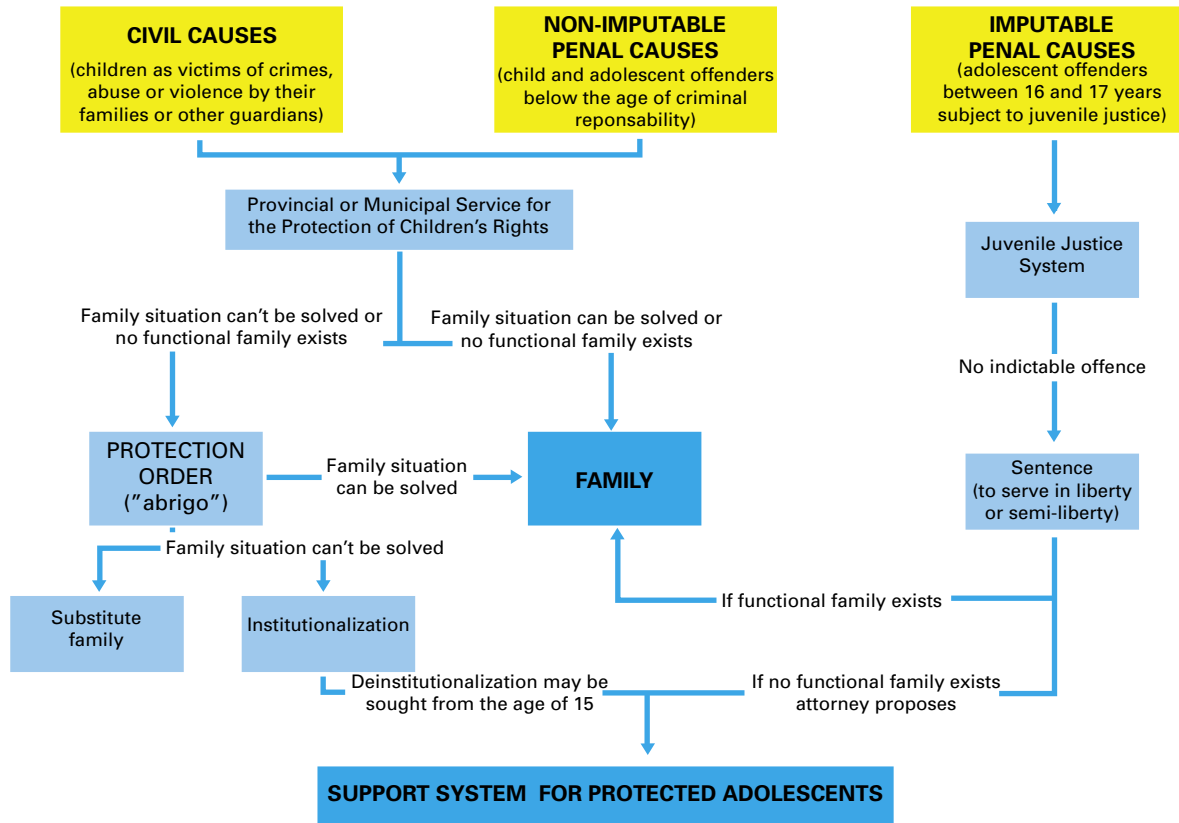 CIVIL CAUSES
(children as victims of crimes,
abuse or violence by their
families or other guardians)
NON-IMPUTABLE
PENAL CAUSES
(child and adolescent offenders
below the age of criminal
reponsability)
IMPUTABLE
PENAL CAUSES
(adolescent offenders
between 16 and 17 years
subject to juvenile justice)
Provincial or Municipal Service for
the Protection of Children's Rights
Juvenile Justice
System
Family situation can't be solved or
no functional family exists
Family situation can be solved or
no functional family exists
No indictable offence
PROTECTION
ORDER
("abrigo")
Family situation
can be solved
FAMILY
Sentence
(to serve in liberty
or semi-liberty)
Family situation can't be solved
Substitute
family
Institutionalization
If functional family exists
Deinstitutionalization may be
sought from the age of 15
If no functional family exists
attorney proposes
SUPPORT SYSTEM FOR PROTECTED ADOLESCENTS